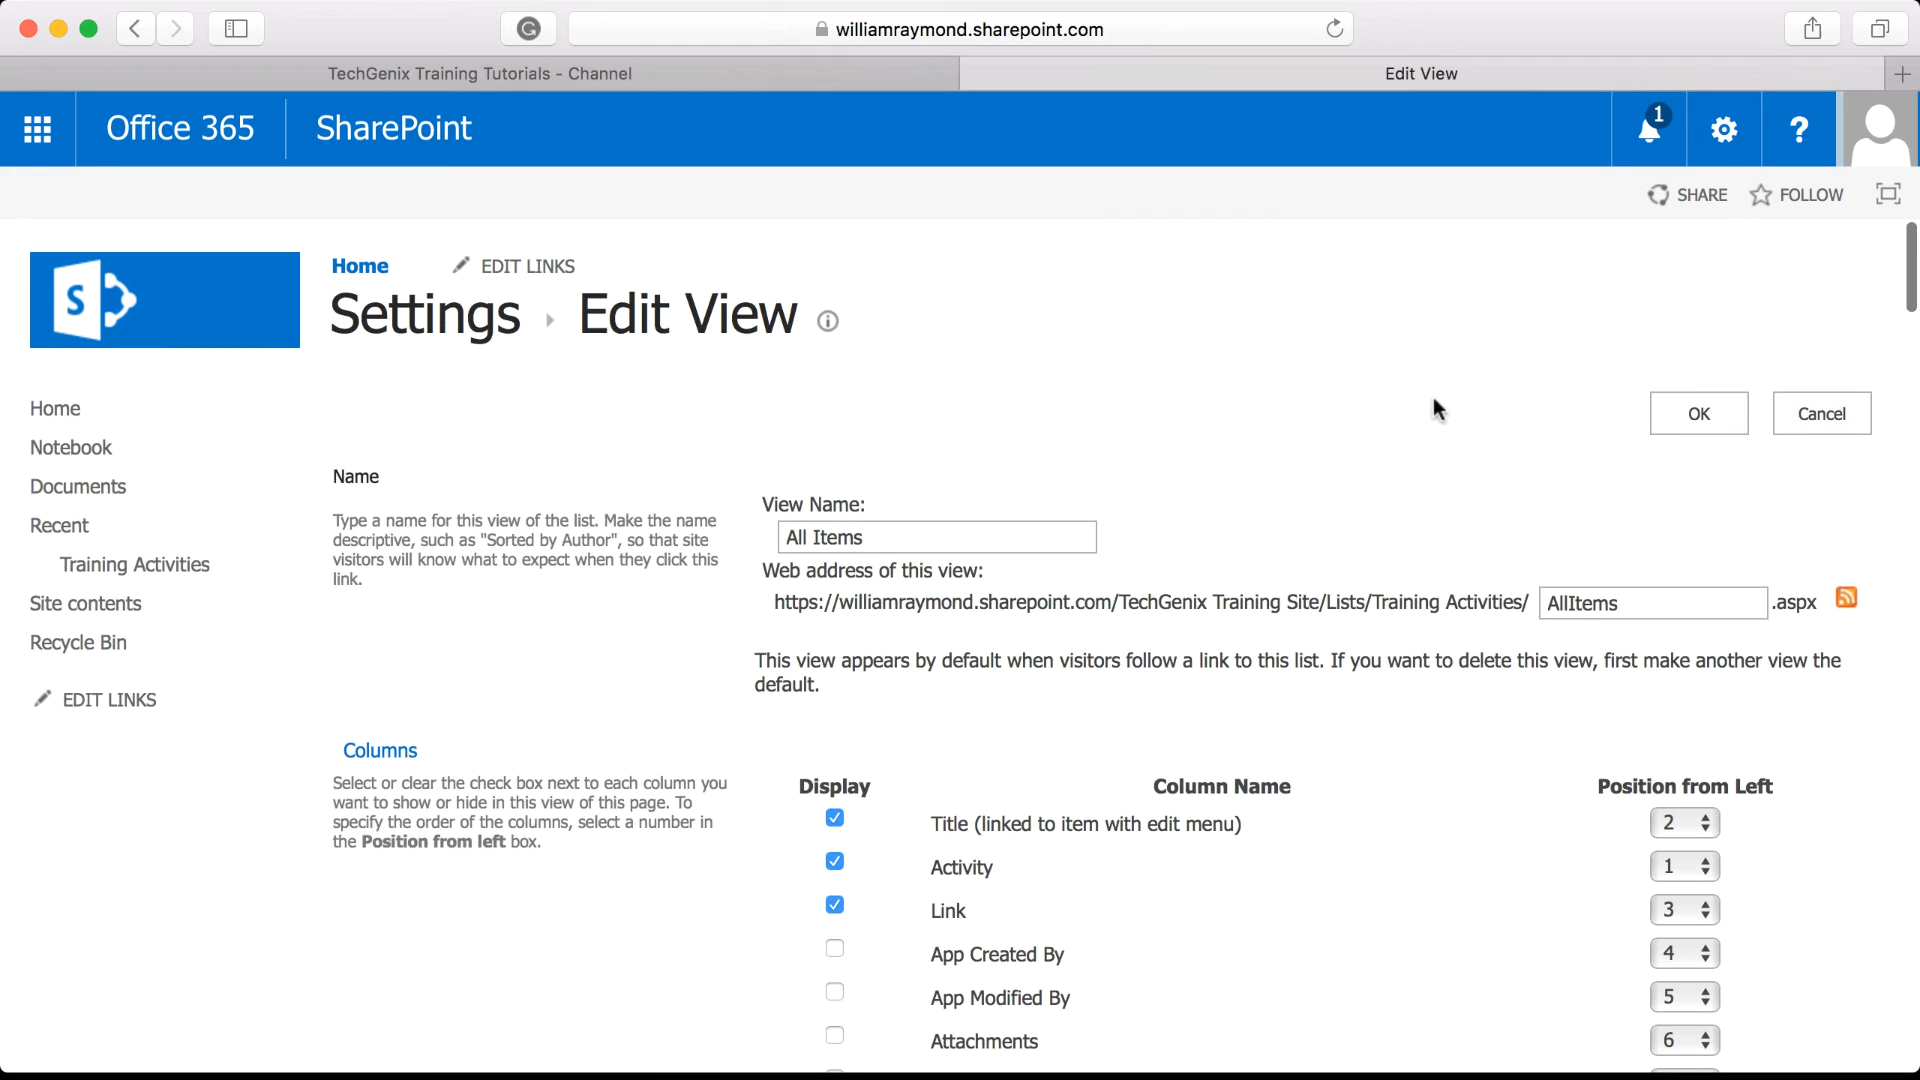 williamraymond.sharepoint.com
TechGenix Training Tutorials - Channel
Edit View
Office 365
SharePoint
1
?
SHARE
FOLLOW
S
Home
EDIT LINKS
Settings
Edit View
Home
Notebook
Documents
Recent
Training Activities
Site contents
Recycle Bin
EDIT LINKS
OK
Cancel
Name
Type a name for this view of the list. Make the name
descriptive, such as "Sorted by Author", so that site
visitors will know what to expect when they click this
link.
View Name:
All Items
Web address of this view:
https://williamraymond.sharepoint.com/TechGenix Training Site/Lists/Training Activities/ AllItems .aspx
This view appears by default when visitors follow a link to this list. If you want to delete this view, first make another view the
default.
Columns
Select or clear the check box next to each column you
want to show or hide in this view of this page. To
specify the order of the columns, select a number in
the Position from left box.
Display Column Name Position from Left
Title (linked to item with edit menu) 2
Activity 1
Link 3
App Created By 4
App Modified By 5
Attachments 6